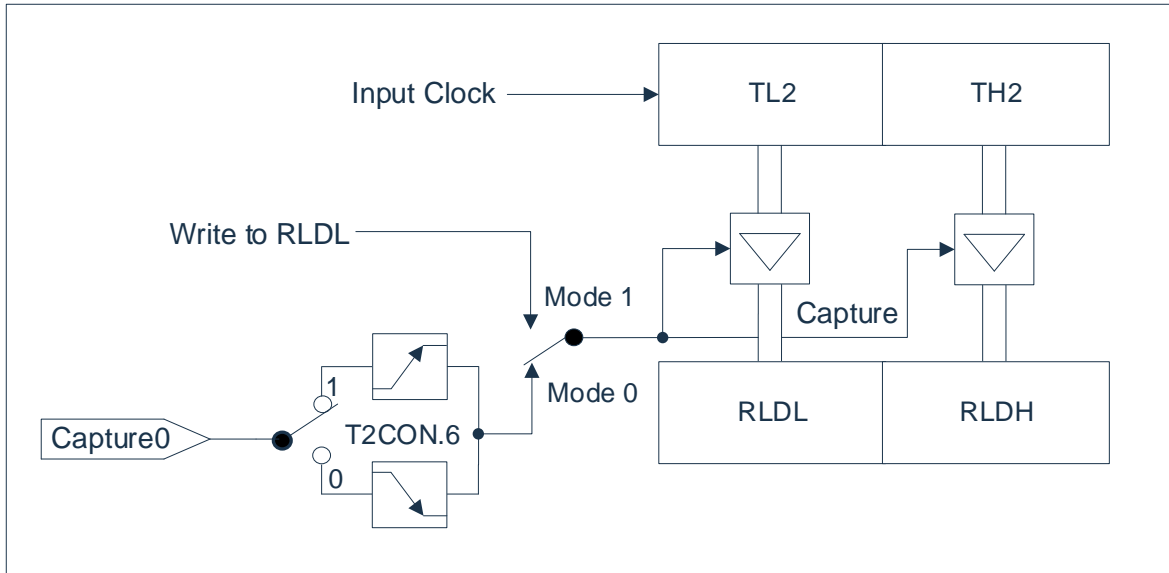 Input Clock
TL2
TH2
Write to RLDL
Mode 1
Capture
Mode 0
1
Capture0
T2CON.6
0
RLDL
RLDH